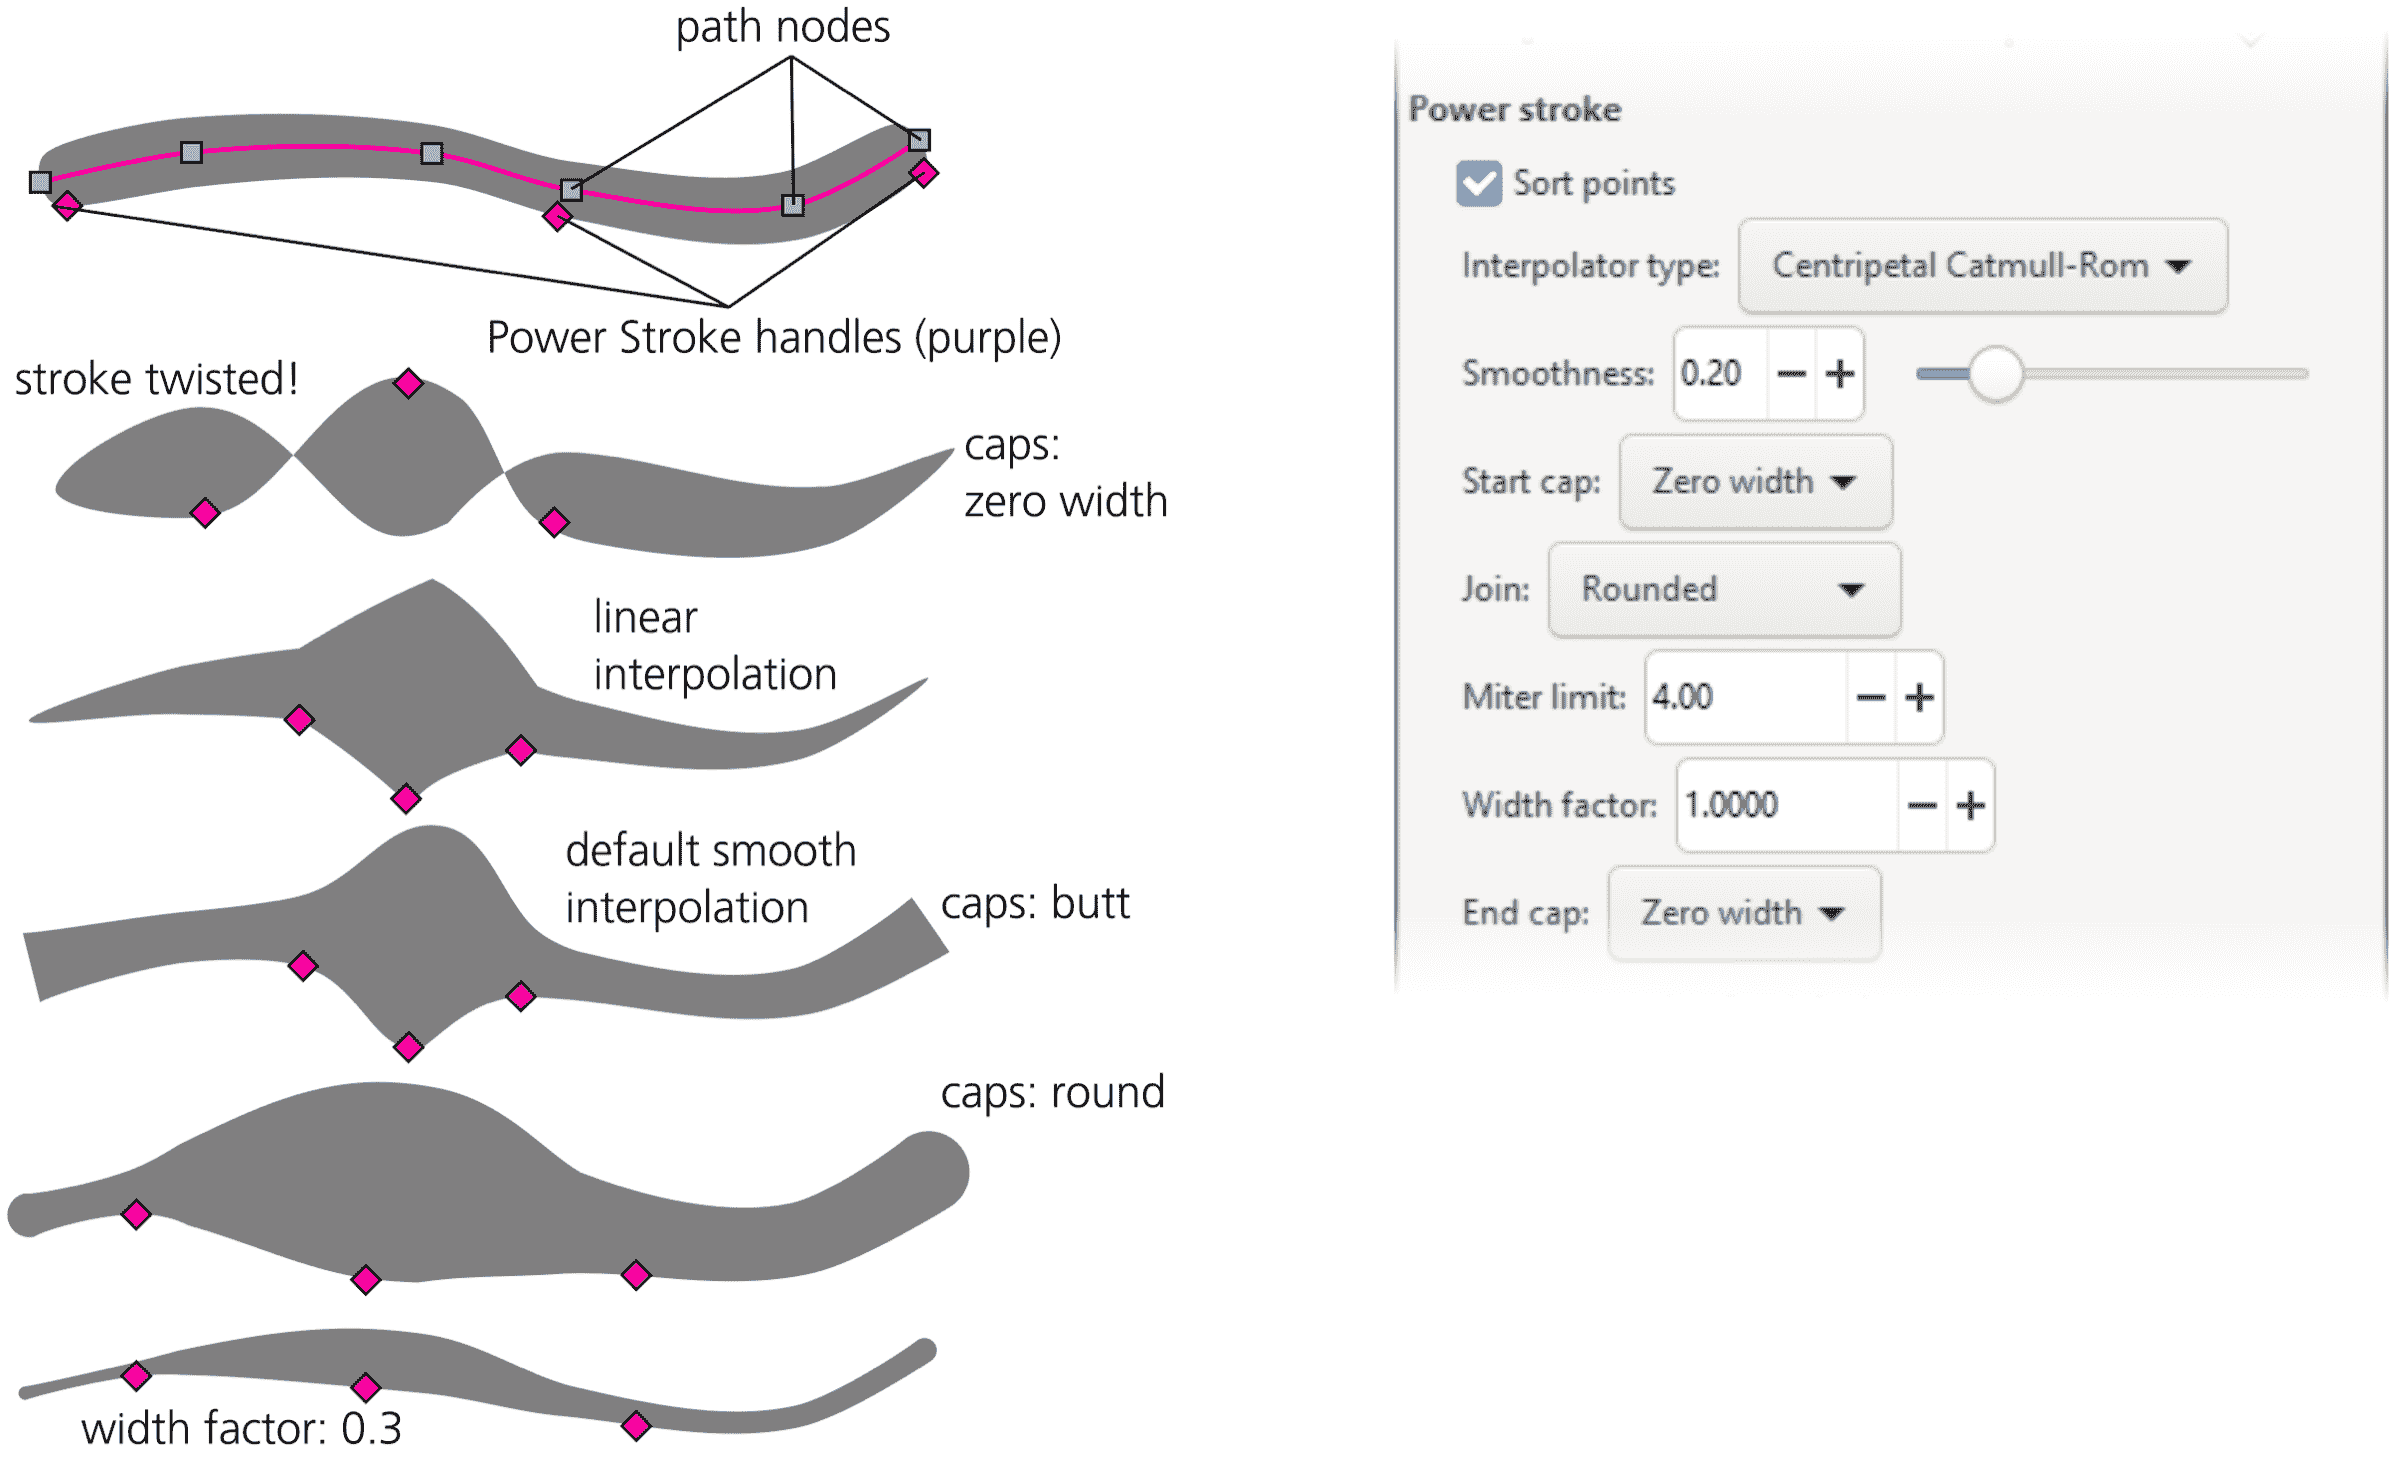 path nodes
Power Stroke handles (purple)
stroke twisted!
caps:
zero width
linear
interpolation
default smooth
interpolation
caps: butt
caps: round
width factor: 0.3
Power stroke
Sort points
Interpolator type: Centripetal Catmull-Rom
Smoothness: 0.20 − +
Start cap: Zero width
Join: Rounded
Miter limit: 4.00 − +
Width factor: 1.0000 − +
End cap: Zero width